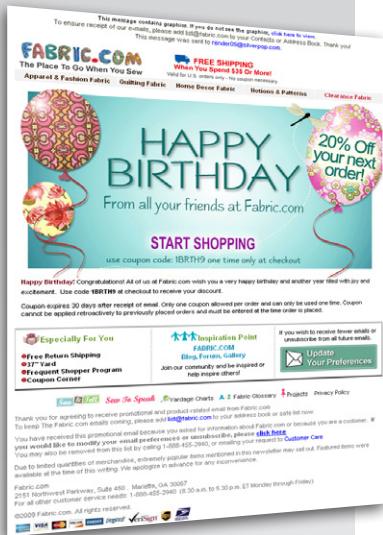 This message contains graphics. If you do not see the graphics, click here to view.
To ensure receipt of our e-mails, please add list@fabric.com to your Contacts or Address Book. Thank you!
This message was sent to render05@silverpop.com.
FABRIC.COM
The Place To Go When You Sew
FREE SHIPPING
When You Spend $35 Or More!
Valid for U.S. orders only - No coupon necessary.
Apparel & Fashion Fabric Quilting Fabric Home Decor Fabric Notions & Patterns Clearance Fabric
HAPPY
BIRTHDAY
From all your friends at Fabric.com
20% Off
your next
order!
START SHOPPING
use coupon code: 1BRTH9 one time only at checkout
Happy Birthday! Congratulations! All of us at Fabric.com wish you a very happy birthday and another year filled with joy and
excitement. Use code 1BRTH9 at checkout to receive your discount.
Coupon expires 30 days after receipt of email. Only one coupon allowed per order and can only be used one time. Coupon
cannot be applied retroactively to previously placed orders and must be entered at the time order is placed.
Especially For You
Free Return Shipping
37" Yard
Frequent Shopper Program
Coupon Corner
Inspiration Point
FABRIC.COM
Blog, Forum, Gallery
Join our community and be inspired or
help inspire others!
If you wish to receive fewer emails or
unsubscribe from all future emails.
Update
Your Preferences
Sew To Speak Yardage Charts A-Z Fabric Glossary Projects Privacy Policy
Thank you for agreeing to receive promotional and product-related email from Fabric.com
To keep The Fabric.com emails coming, please add list@fabric.com to your address book or safe list now.
You have received this promotional email because you asked for information about Fabric.com or because you are a customer. If
you would like to modify your email preferences or unsubscribe, please click here.
You may also be removed from this list by calling 1-888-455-2940, or emailing your request to Customer Care.
Due to limited quantities of merchandise, extremely popular items mentioned in this newsletter may sell out. Featured items were
available at the time of this writing. We apologize in advance for any inconvenience.
Fabric.com
2151 Northwest Parkway, Suite 450 . Marietta, GA 30067
For all other customer service needs: 1-888-455-2940 (8:30 a.m. to 5:30 p.m. ET Monday through Friday)
©2009 Fabric.com. All rights reserved.
VISA PayPal VeriSign